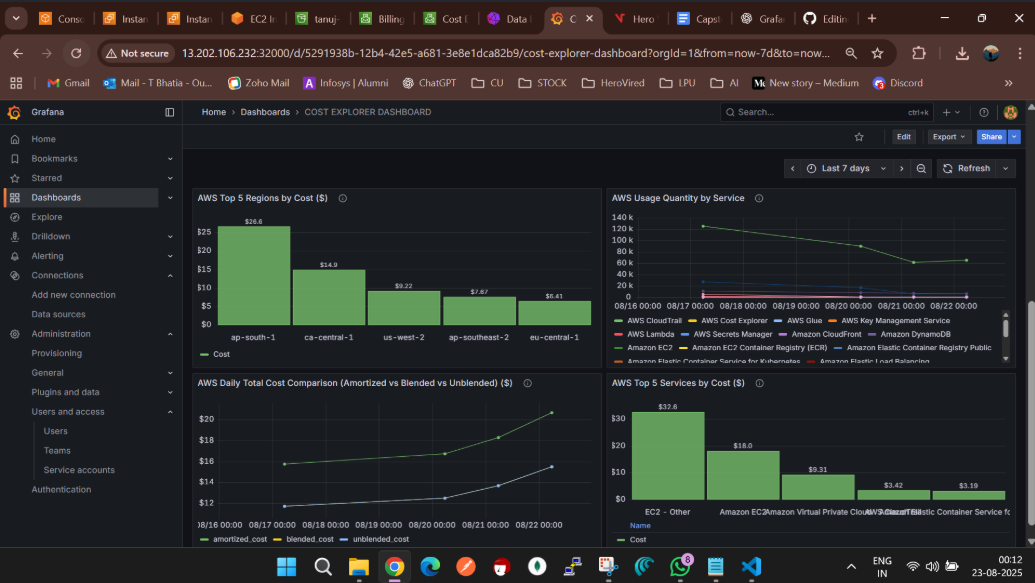 Consc
Instan
Instan
EC2 In
tanuj-
Billing
Cost E
Data
C
Hero
Capst
Grafa
Editin
Not secure
13.202.106.232:32000/d/5291938b-12b4-42e5-a681-3e8e1dca82b9/cost-explorer-dashboard?orgId=1&from=now-7d&to=now...
Gmail
Mail - T Bhatia - Ou...
Zoho Mail
Infosys | Alumni
ChatGPT
CU
STOCK
HeroVired
LPU
AI
New story – Medium
Discord
Grafana
Home › Dashboards › COST EXPLORER DASHBOARD
Search...
ctrl+k
Edit
Export
Share
Home
Bookmarks
Starred
Dashboards
Explore
Drilldown
Alerting
Connections
Add new connection
Data sources
Administration
Provisioning
General
Plugins and data
Users and access
Users
Teams
Service accounts
Authentication
Last 7 days
Refresh
AWS Top 5 Regions by Cost ($)
$25
$20
$15
$10
$5
$0
$26.6
$14.9
$9.22
$7.67
$6.41
ap-south-1
ca-central-1
us-west-2
ap-southeast-2
eu-central-1
Cost
AWS Usage Quantity by Service
140 k
120 k
100 k
80 k
60 k
40 k
20 k
0
08/16 00:00 08/17 00:00 08/18 00:00 08/19 00:00 08/20 00:00 08/21 00:00 08/22 00:00
AWS CloudTrail AWS Cost Explorer AWS Glue AWS Key Management Service
AWS Lambda AWS Secrets Manager Amazon CloudFront Amazon DynamoDB
Amazon EC2 Amazon EC2 Container Registry (ECR) Amazon Elastic Container Registry Public
Amazon Elastic Container Service for Kubernetes Amazon Elastic Load Balancing
AWS Daily Total Cost Comparison (Amortized vs Blended vs Unblended) ($)
$20
$18
$16
$14
$12
08/17 00:00 08/18 00:00 08/19 00:00 08/20 00:00 08/21 00:00 08/22 00:00
amortized_cost blended_cost unblended_cost
AWS Top 5 Services by Cost ($)
$30
$20
$10
$0
$32.6
$18.0
$9.31
$3.42
$3.19
EC2 - Other
Amazon EC2
Amazon Virtual Private Cloud
AWS CloudTrail
Elastic Container Service fo
Name
Cost
8
ENG
IN
00:12
23-08-2025